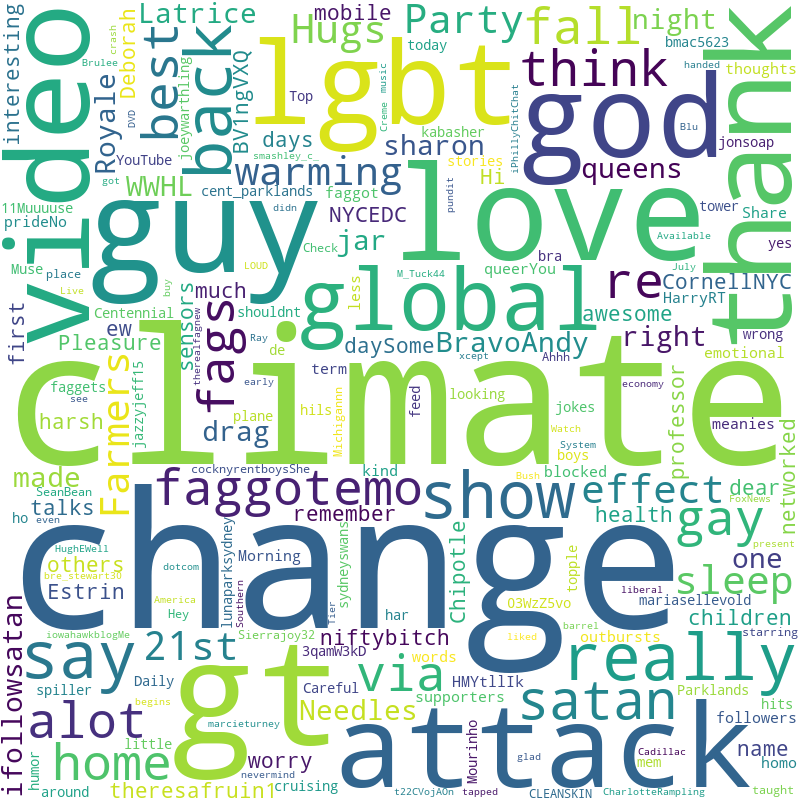 interesting
video
best
back
Latrice
Deborah
Brulee
crash
DVD
Royale
YouTube
joeywarthling
BV1ngVXQ
mobile
Hugs
Party
today
lgbt
Top
days
smashley_c_
Creme
music
kabasher
fall
night
bmac5623
think
god
iPhillyChitChat
handed
Blu
thoughts
jonsoap
thank
11Muuuuse
prideNo
got
WWHL
cent_parklands
warming
sharon
faggot
NYCEDC
stories
Hi
pundit
queens
tower
Share
yes
Muse
place
guy
didn
Check
jar
love
bra
M_Tuck44
queerYou
less
re
Available
CornellNYC
HarryRT
July
first
Live
buy
LOUD
Centennial
ew
Pleasure
sensors
much
shouldnt
global
awesome
right
wrong
emotional
fags
therealfagnew
Ray
de
daySome
BravoAndy
xcept
Ahhh
term
early
climate
faggets
see
harsh
Farmers
jazzyjeff15
plane
drag
hils
Michigannn
feed
looking
jokes
boys
Watch
System
economy
professor
meanies
networked
made
cocknyrentboysShe
kind
Bush
blocked
dear
FoxNews
SeanBean
talks
ho
even
faggotemo
show
effect
remember
health
gay
one
present
HughEWell
others
bre_stewart30
Estrin
change
dotcom
lunaparksydney
Morning
sydneyswans
Chipotle
topple
O3WzZ5vo
liberal
sleep
mariasellevold
America
Southern
Tier
har
barrel
children
iowahawkblogMe
Hey
Sierrajoy32
liked
outbursts
starring
ifollowsatan
say
21st
3qamW3kD
niftybitch
words
via
really
spiller
Daily
begins
gt
Careful
HMYtllIk
supporters
satan
Parklands
hits
followers
alot
marcieturney
Needles
attack
name
humor
little
home
nevermind
worry
Mourinho
glad
Cadillac
mem
homo
around
theresafruin1
cruising
t22CVojAOn
tapped
CLEANSKIN
CharlotteRampling
taught